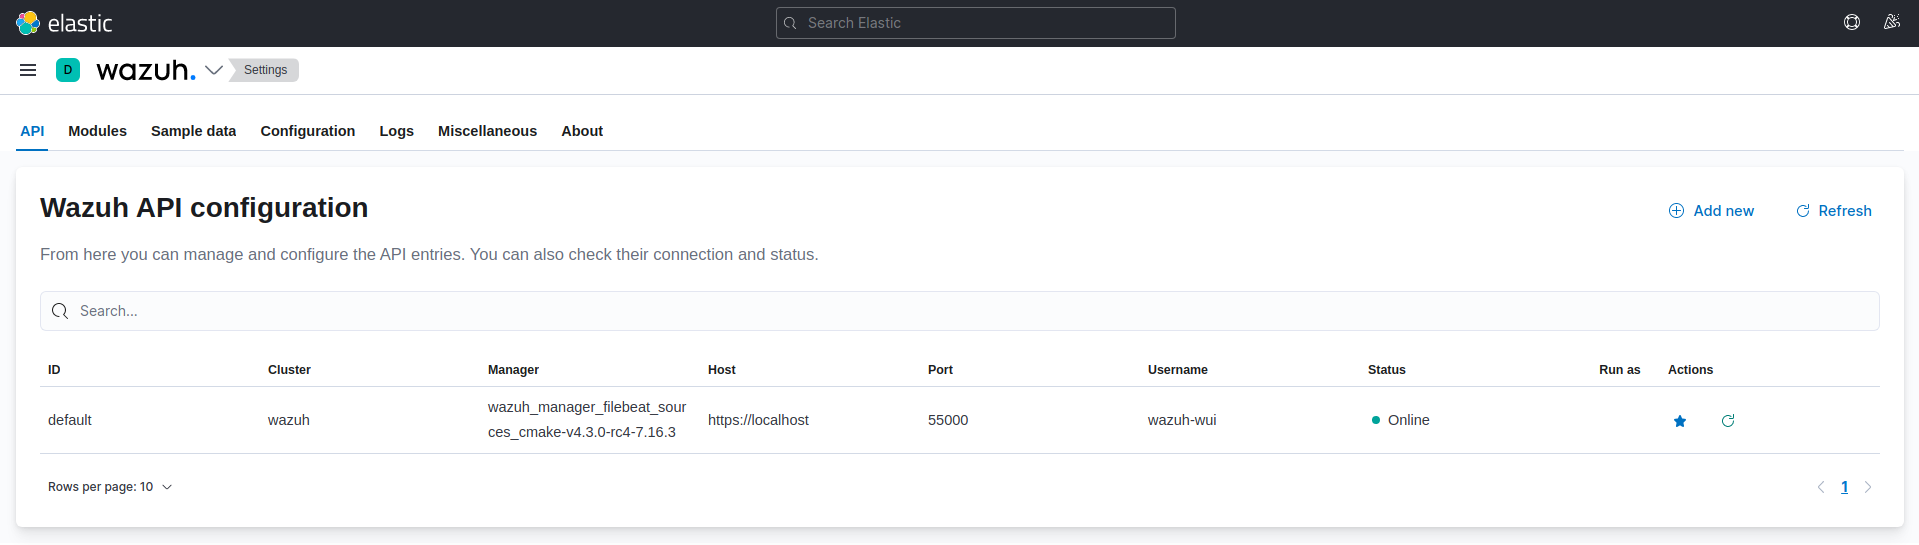 elastic
Search Elastic
D
wazuh.
Settings
API Modules Sample data Configuration Logs Miscellaneous About
Wazuh API configuration
Add new
Refresh
From here you can manage and configure the API entries. You can also check their connection and status.
Search...
ID Cluster Manager Host Port Username Status Run as Actions
default wazuh wazuh_manager_filebeat_sour https://localhost 55000 wazuh-wui Online
ces_cmake-v4.3.0-rc4-7.16.3
Rows per page: 10
1